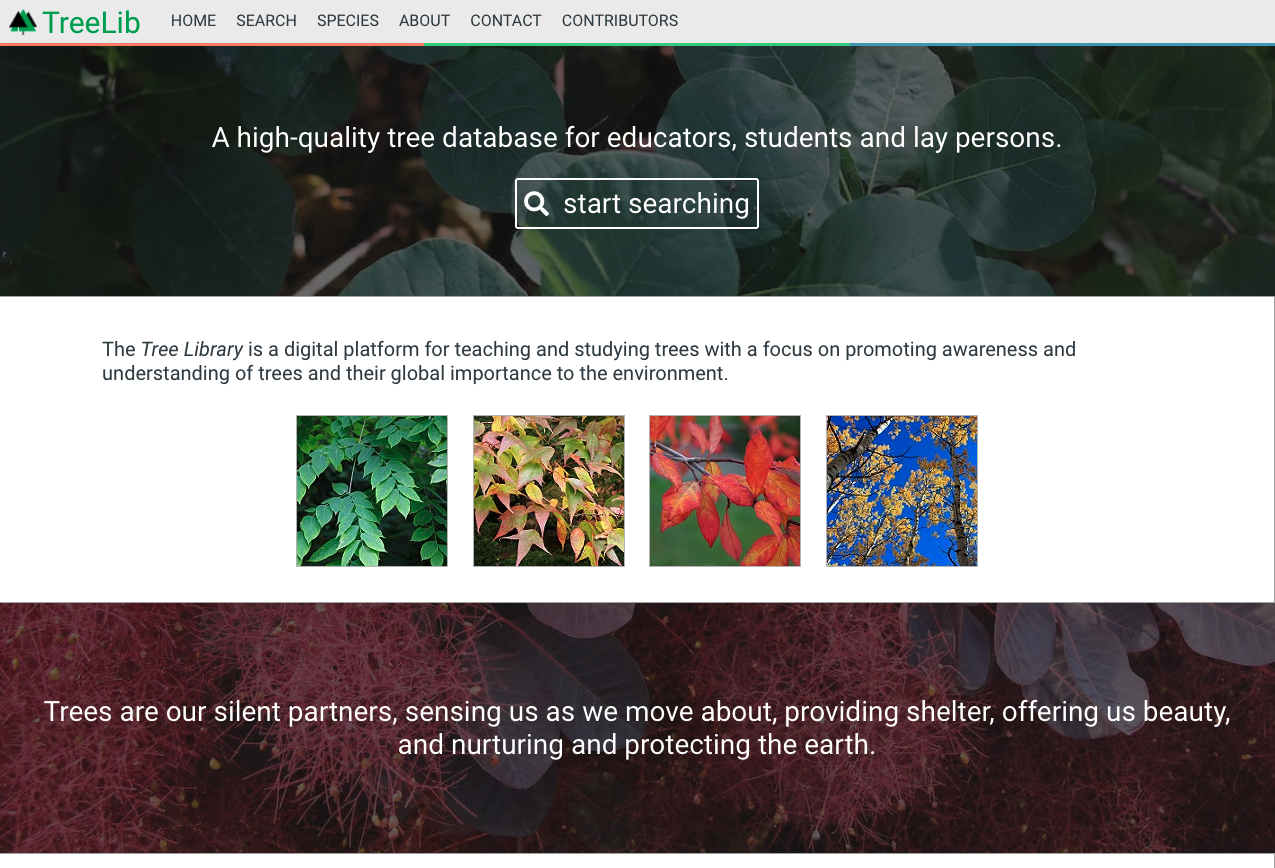 TreeLib HOME SEARCH SPECIES ABOUT CONTACT CONTRIBUTORS
A high-quality tree database for educators, students and lay persons.
start searching
The Tree Library is a digital platform for teaching and studying trees with a focus on promoting awareness and
understanding of trees and their global importance to the environment.
Trees are our silent partners, sensing us as we move about, providing shelter, offering us beauty,
and nurturing and protecting the earth.